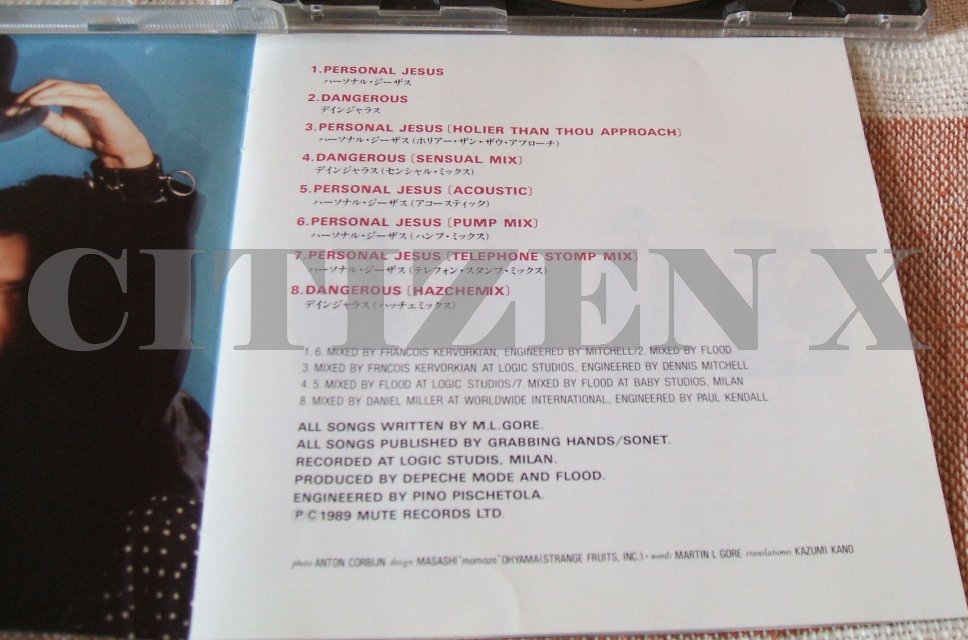 1.PERSONAL JESUS
パーソナル・ジーザス
2.DANGEROUS
デインジャラス
3.PERSONAL JESUS [HOLIER THAN THOU APPROACH]
パーソナル・ジーザス(ホリアー・ザン・ザウ・アプローチ)
4.DANGEROUS [SENSUAL MIX]
デインジャラス(センシャル・ミックス)
5.PERSONAL JESUS [ACOUSTIC]
パーソナル・ジーザス(アコースティック)
6.PERSONAL JESUS [PUMP MIX]
パーソナル・ジーザス(パンプ・ミックス)
7.PERSONAL JESUS [TELEPHONE STOMP MIX]
パーソナル・ジーザス(テレフォン・スタンプ・ミックス)
8.DANGEROUS [HAZCHEMIX]
デインジャラス(ハッチェミックス)
CITIZEN X
1. 6. MIXED BY FRANCOIS KERVORKIAN, ENGINEERED BY MITCHELL/2. MIXED BY FLOOD
3. MIXED BY FRNCOIS KERVORKIAN AT LOGIC STUDIOS, ENGINEERED BY DENNIS MITCHELL
4. 5. MIXED BY FLOOD AT LOGIC STUDIOS/7. MIXED BY FLOOD AT BABY STUDIOS, MILAN
8. MIXED BY DANIEL MILLER AT WORLDWIDE INTERNATIONAL, ENGINEERED BY PAUL KENDALL
ALL SONGS WRITTEN BY M.L.GORE.
ALL SONGS PUBLISHED BY GRABBING HANDS/SONET.
RECORDED AT LOGIC STUDIS, MILAN.
PRODUCED BY DEPECHE MODE AND FLOOD.
ENGINEERED BY PINO PISCHETOLA.
℗©1989 MUTE RECORDS LTD.
photo ANTON CORBIJN design MASASHI"momiozo"OHYAMA(STRANGE FRUITS, INC.)・words MARTIN L GORE translationes KAZUMI KANO